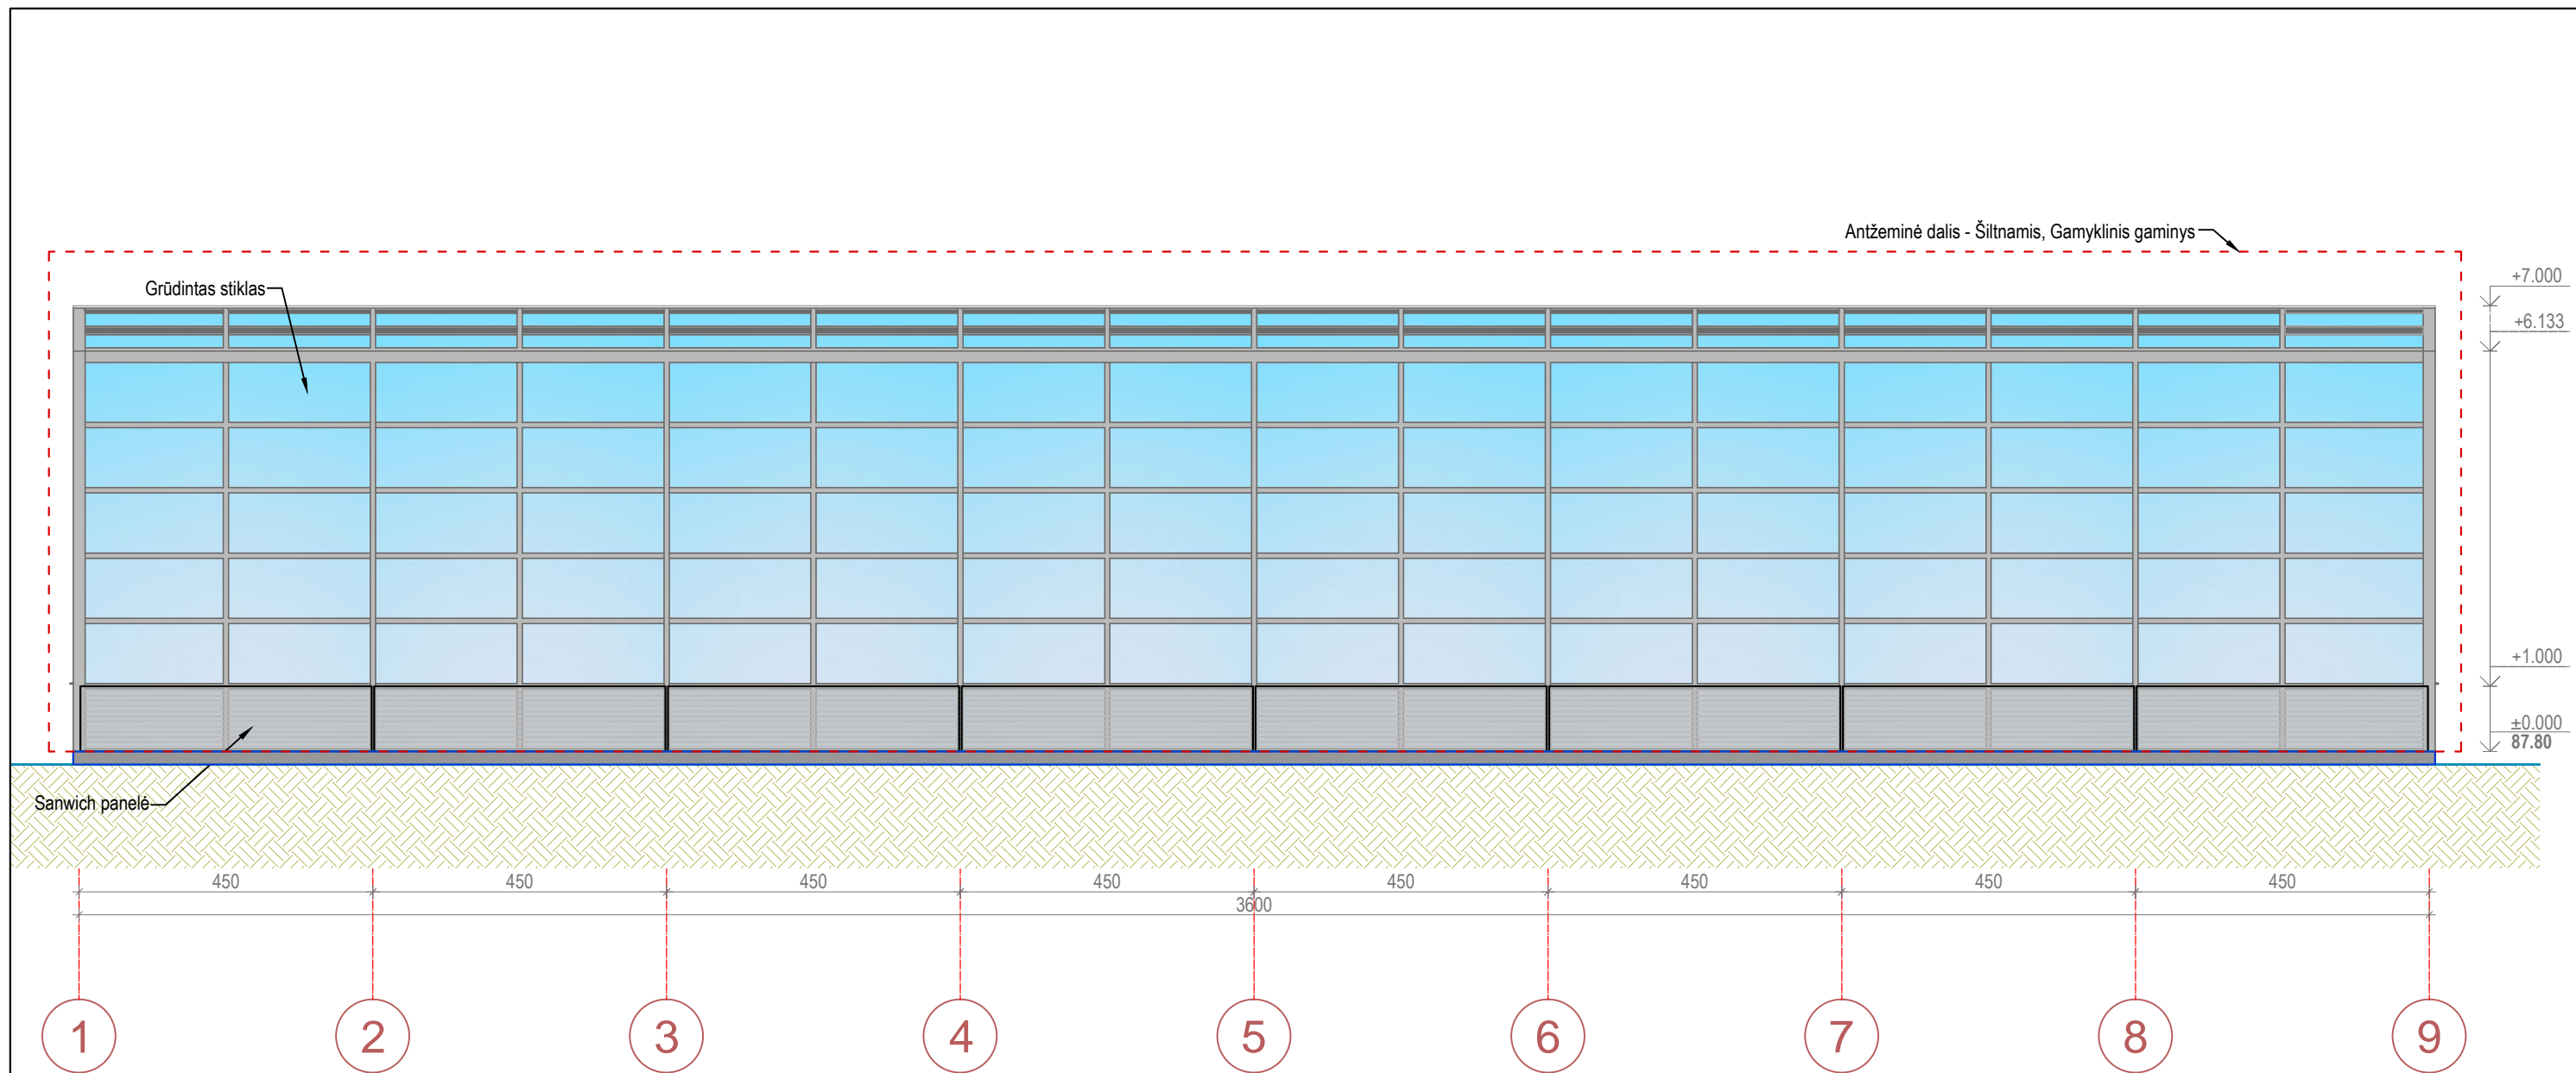 Antžeminė dalis - Šiltnamis, Gamyklinis gaminys
+7.000
Grūdintas stiklas
+6.133
+1.000
±0.000
87.80
Sanwich panelė
450 450 450 450 450 450 450 450
3600
1 2 3 4 5 6 7 8 9